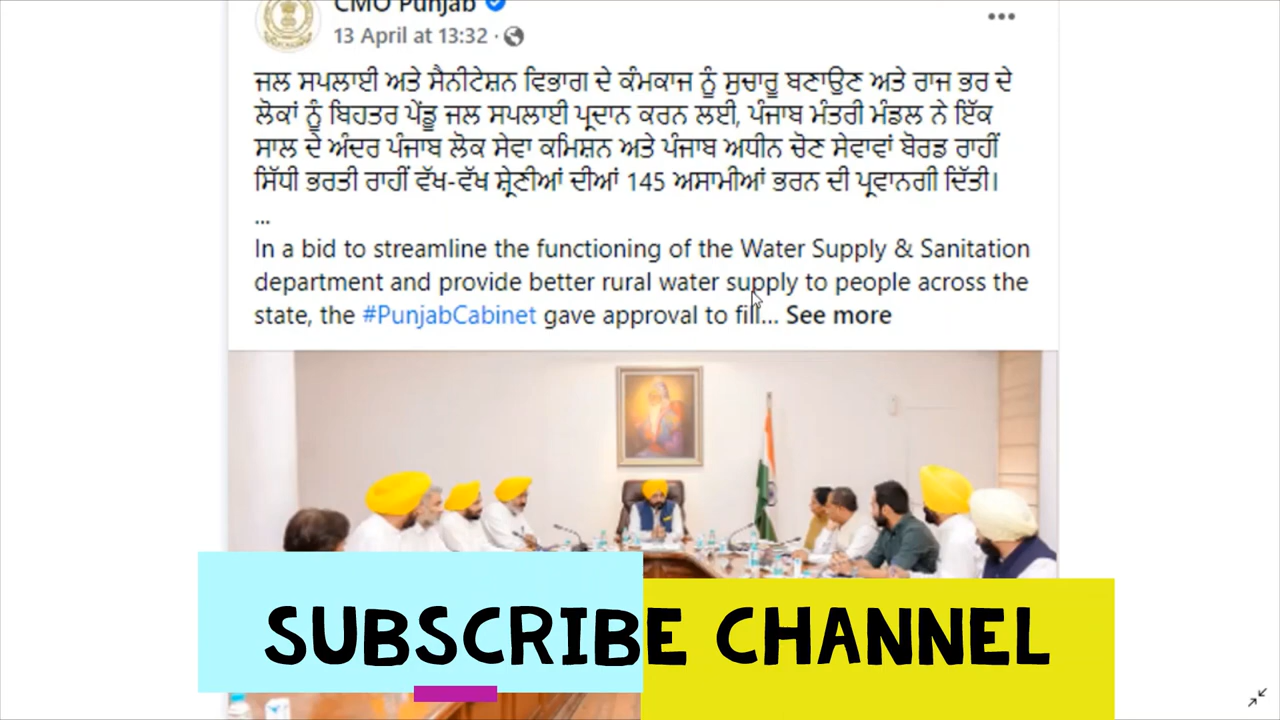 CMO Punjab
13 April at 13:32 ·
ਜਲ ਸਪਲਾਈ ਅਤੇ ਸੈਨੀਟੇਸ਼ਨ ਵਿਭਾਗ ਦੇ ਕੰਮਕਾਜ ਨੂੰ ਸੁਚਾਰੂ ਬਣਾਉਣ ਅਤੇ ਰਾਜ ਭਰ ਦੇ
ਲੋਕਾਂ ਨੂੰ ਬਿਹਤਰ ਪੇਂਡੂ ਜਲ ਸਪਲਾਈ ਪ੍ਰਦਾਨ ਕਰਨ ਲਈ, ਪੰਜਾਬ ਮੰਤਰੀ ਮੰਡਲ ਨੇ ਇੱਕ
ਸਾਲ ਦੇ ਅੰਦਰ ਪੰਜਾਬ ਲੋਕ ਸੇਵਾ ਕਮਿਸ਼ਨ ਅਤੇ ਪੰਜਾਬ ਅਧੀਨ ਚੋਣ ਸੇਵਾਵਾਂ ਬੋਰਡ ਰਾਹੀਂ
ਸਿੱਧੀ ਭਰਤੀ ਰਾਹੀਂ ਵੱਖ-ਵੱਖ ਸ਼੍ਰੇਣੀਆਂ ਦੀਆਂ 145 ਅਸਾਮੀਆਂ ਭਰਨ ਦੀ ਪ੍ਰਵਾਨਗੀ ਦਿੱਤੀ।
...
In a bid to streamline the functioning of the Water Supply & Sanitation
department and provide better rural water supply to people across the
state, the #PunjabCabinet gave approval to fill... See more
SUBSCRIBE CHANNEL